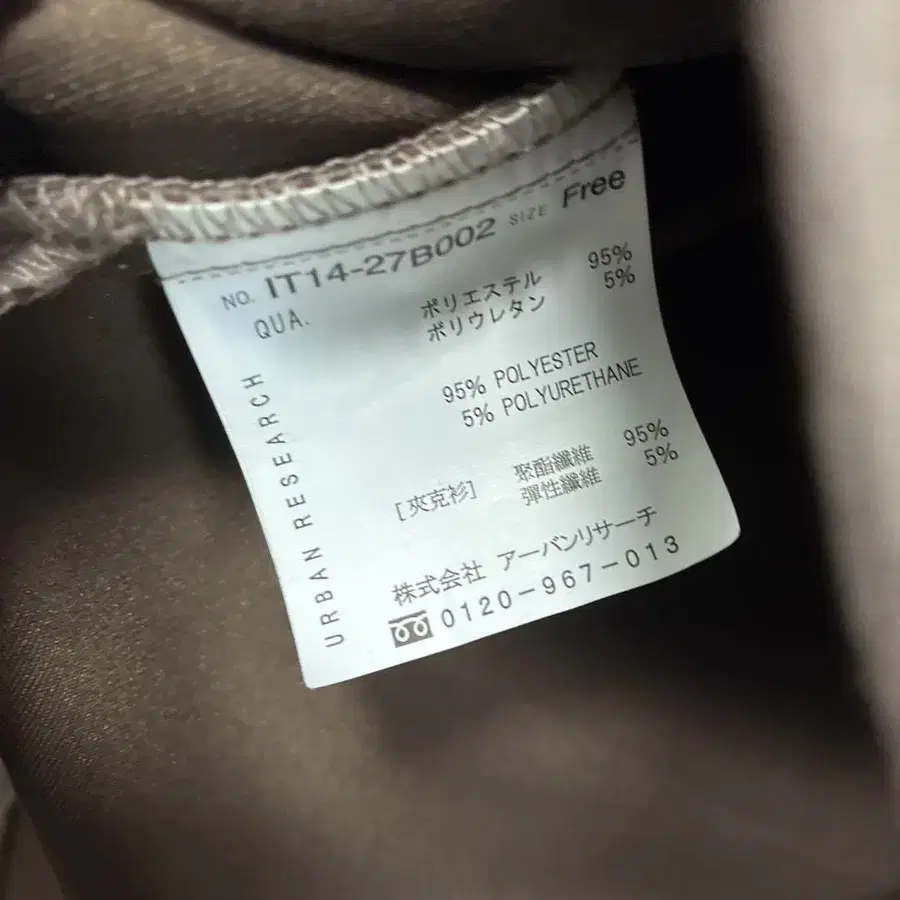 NO. IT14-27B002 SIZE Free
QUA.
ポリエステル 95%
ポリウレタン 5%
95% POLYESTER
5% POLYURETHANE
[夾克衫] 聚酯纖維 95%
彈性纖維 5%
株式会社 アーバンリサーチ
0120-967-013
URBAN RESEARCH